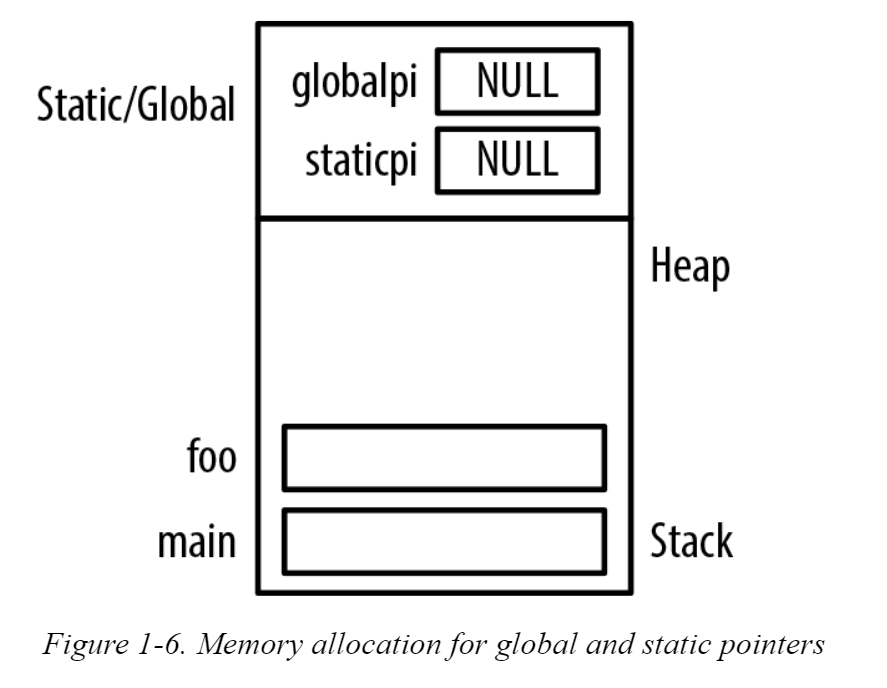 globalpi NULL
Static/Global
staticpi NULL
Heap
foo
main Stack
Figure 1-6. Memory allocation for global and static pointers